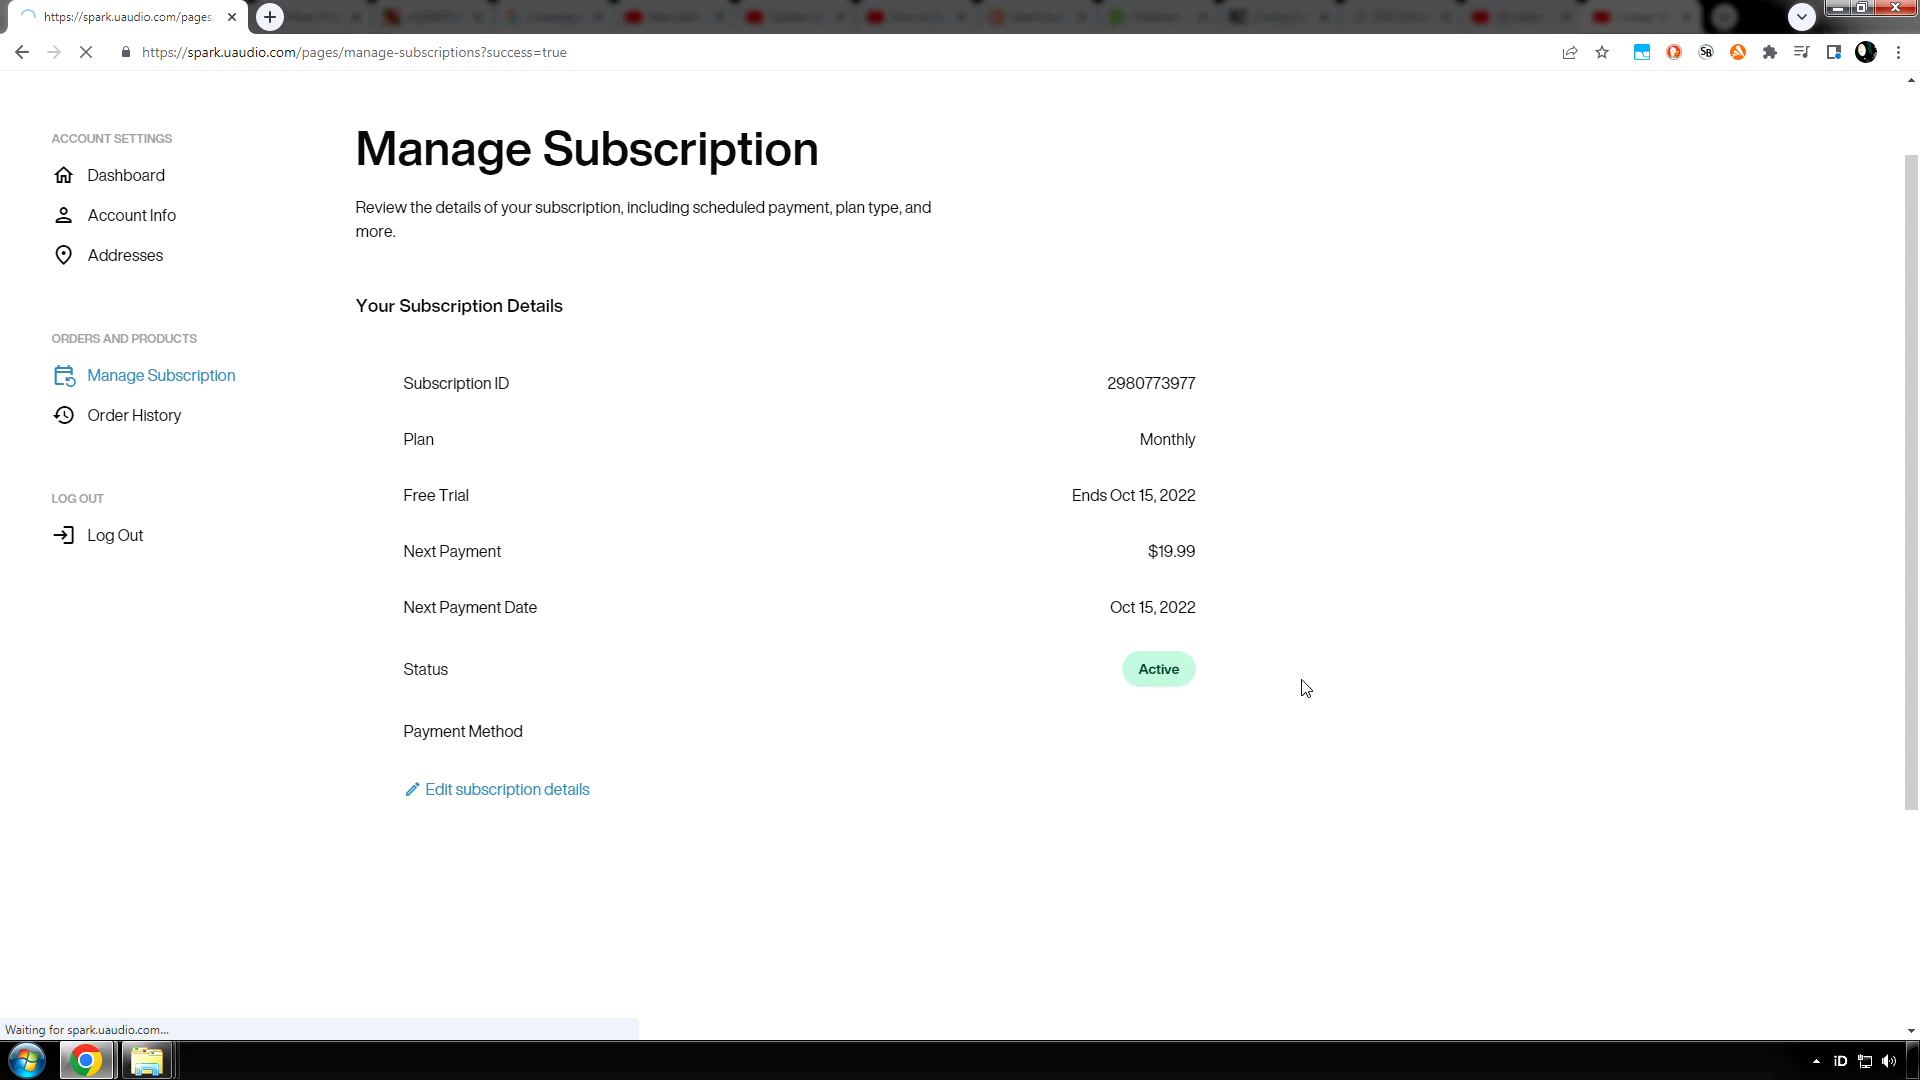 https://spark.uaudio.com/pages/
https://spark.uaudio.com/pages/manage-subscriptions?success=true
ACCOUNT SETTINGS
Dashboard
Account Info
Addresses
ORDERS AND PRODUCTS
Manage Subscription
Order History
LOG OUT
Log Out
Manage Subscription
Review the details of your subscription, including scheduled payment, plan type, and
more.
Your Subscription Details
Subscription ID 2980773977
Plan Monthly
Free Trial Ends Oct 15, 2022
Next Payment $19.99
Next Payment Date Oct 15, 2022
Status Active
Payment Method
Edit subscription details
Waiting for spark.uaudio.com...
iD